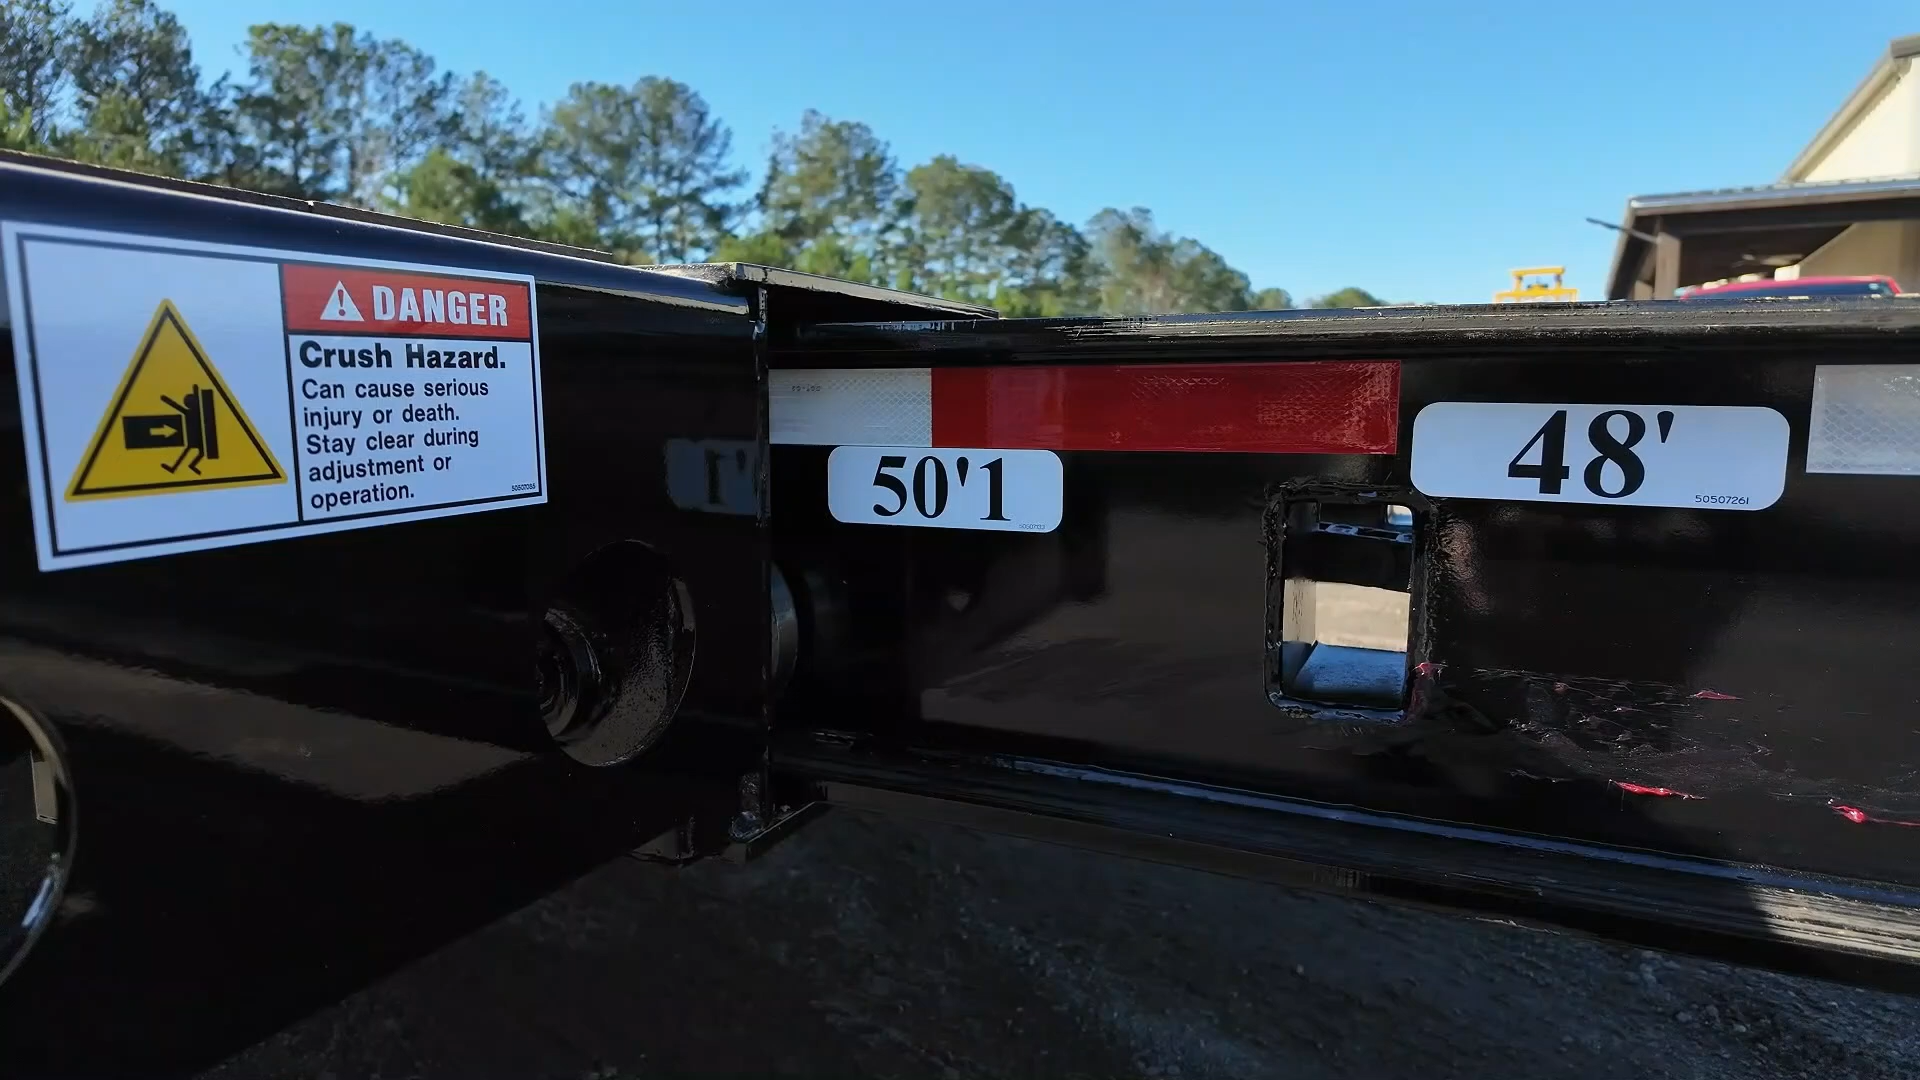 DANGER
Crush Hazard.
Can cause serious
injury or death.
Stay clear during
adjustment or
operation.
50'1
48'
50507261